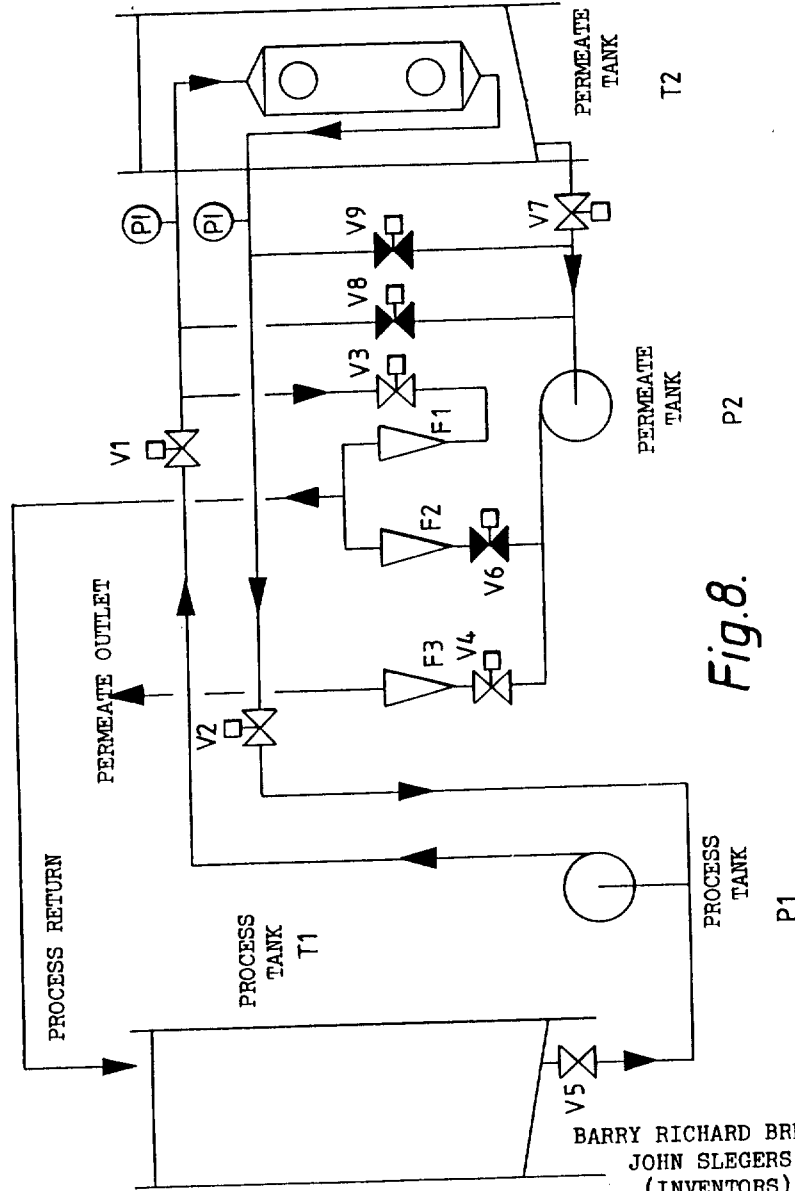 PROCESS RETURN
PERMEATE OUTLET
PROCESS
TANK
T1
V1
V2
PI
PI
PERMEATE
TANK
T2
V3
V8
V9
F1
F2
F3
V4
V6
V7
V5
PROCESS
TANK
P1
PERMEATE
TANK
P2
Fig.8.
BARRY RICHARD
JOHN SLEGERS
(INVENTORS)